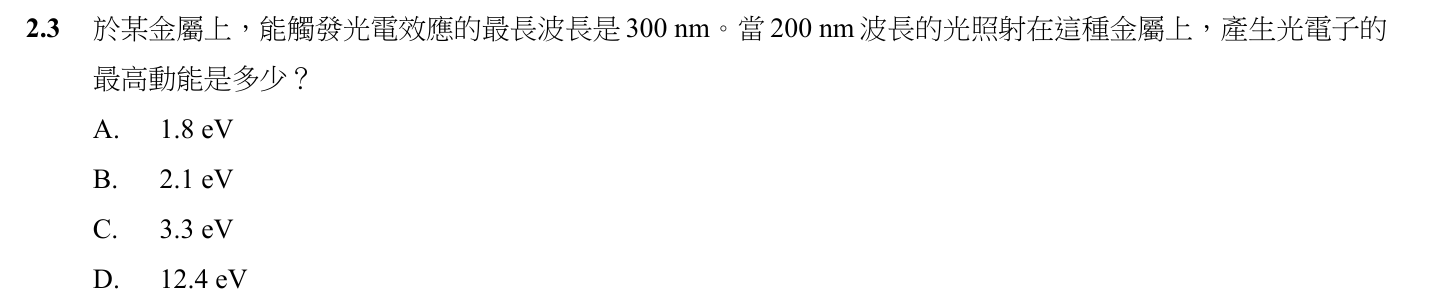 2.3 於某金屬上，能觸發光電效應的最長波長是 300 nm。當 200 nm 波長的光照射在這種金屬上，產生光電子的
最高動能是多少？
A. 1.8 eV
B. 2.1 eV
C. 3.3 eV
D. 12.4 eV